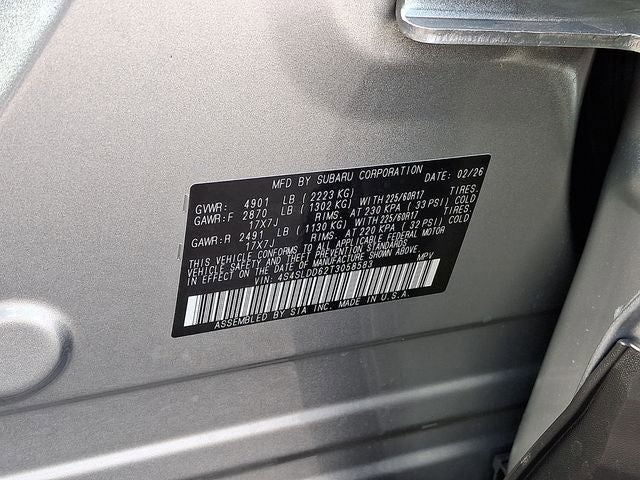 MFD BY SUBARU CORPORATION DATE: 02/26
GVWR: 4901 LB (2223 KG)
GAWR:F 2870 LB (1302 KG) WITH 225/60R17 TIRES.
17X7J RIMS. AT 230 KPA (33 PSI) COLD
GAWR:R 2491 LB (1130 KG) WITH 225/60R17 TIRES.
17X7J RIMS. AT 220 KPA (32 PSI) COLD
THIS VEHICLE CONFORMS TO ALL APPLICABLE FEDERAL MOTOR
VEHICLE SAFETY AND THEFT PREVENTION STANDARDS
IN EFFECT ON THE DATE OF MANUFACTURE SHOWN ABOVE.
VIN: 4S4SLDD62T3058583 MPV
ASSEMBLED BY SIA INC. MADE IN U.S.A.